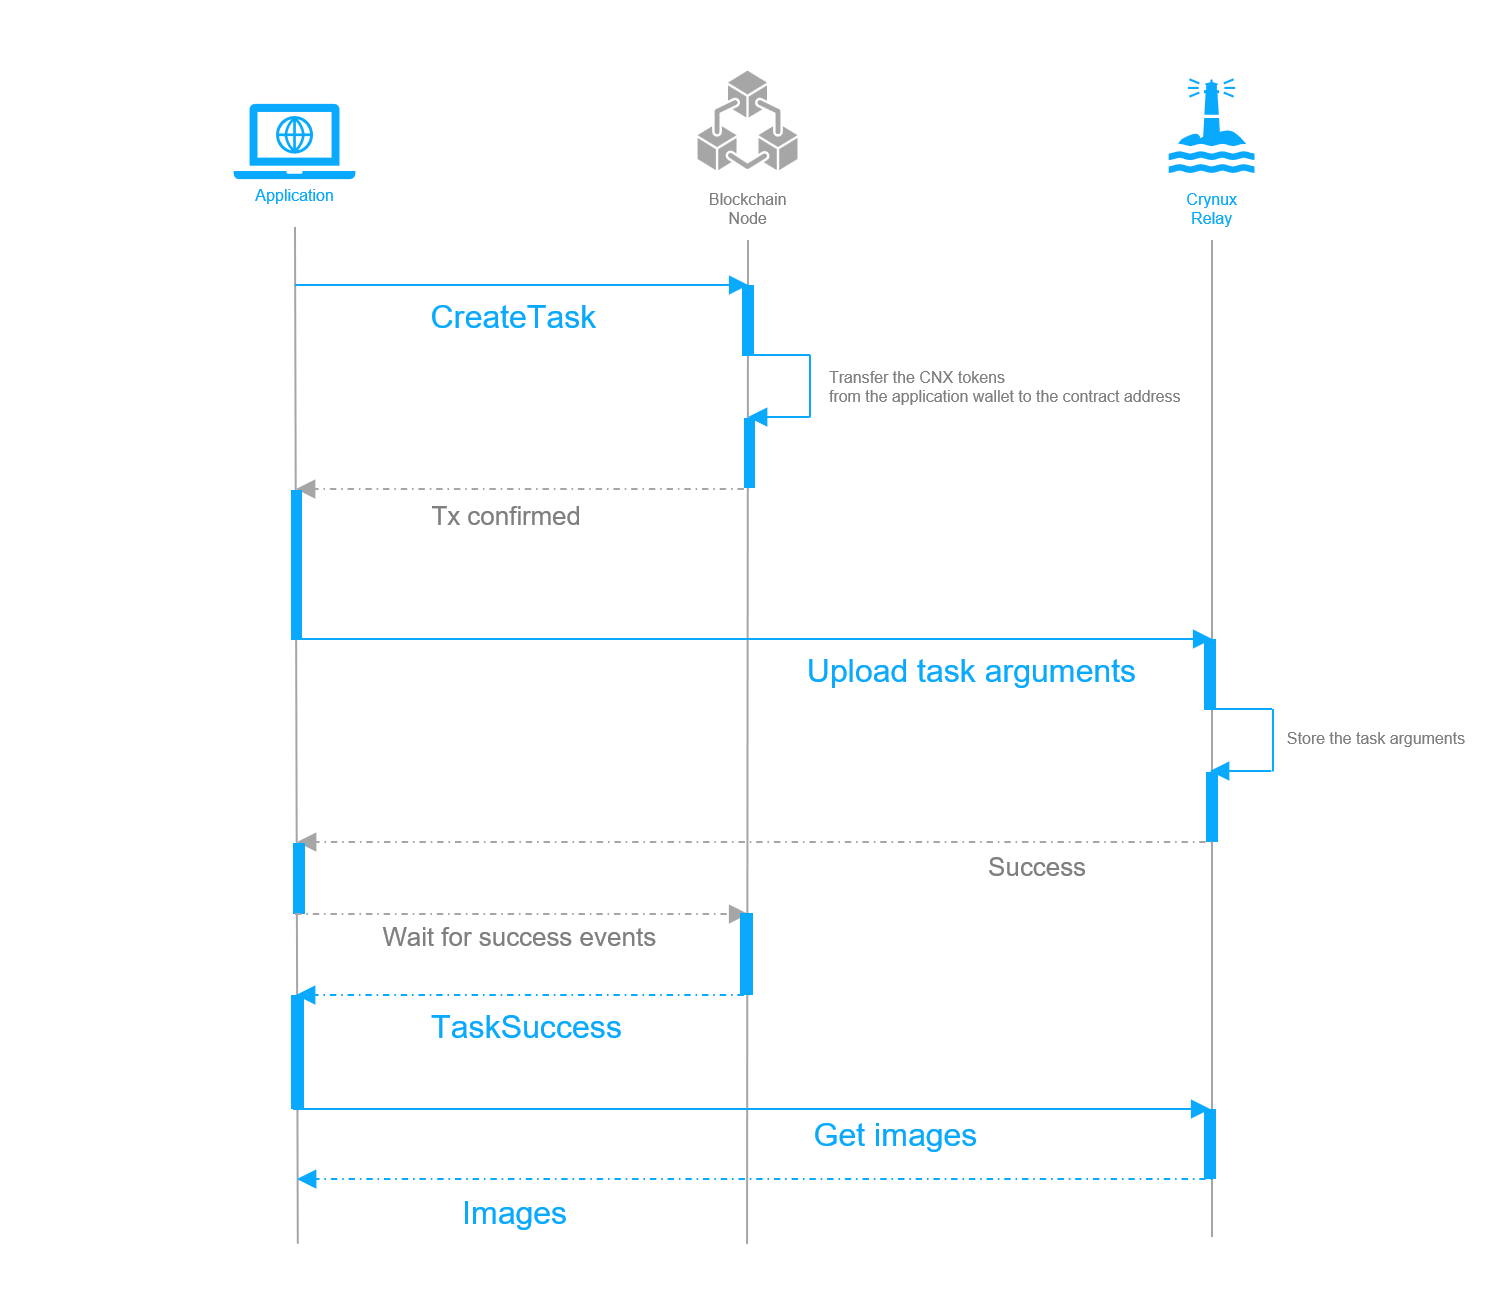 Application
Blockchain
Node
Crynux
Relay
CreateTask
Transfer the CNX tokens
from the application wallet to the contract address
Tx confirmed
Upload task arguments
Store the task arguments
Success
Wait for success events
TaskSuccess
Get images
Images